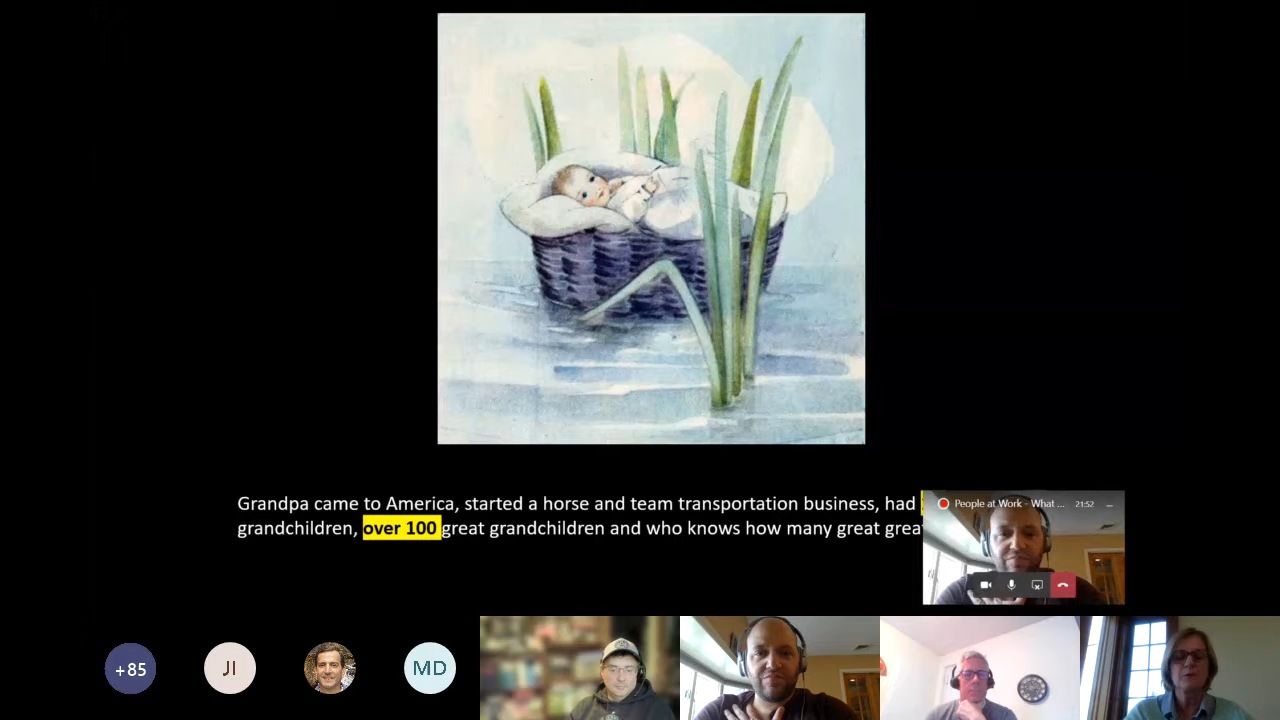 Grandpa came to America, started a horse and team transportation business, had
grandchildren, over 100 great grandchildren and who knows how many great
People at Work - What ... 21:52
+85 JI MD